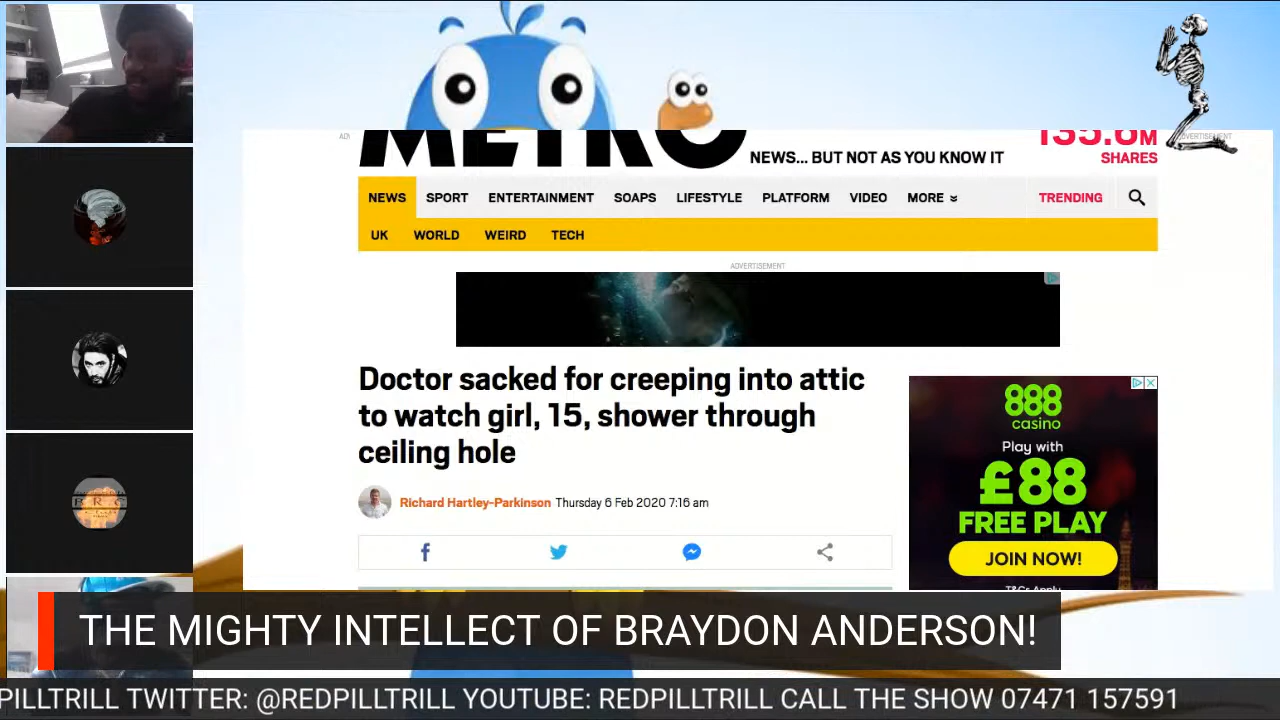 METRO
NEWS... BUT NOT AS YOU KNOW IT
135.6M
SHARES
ADVERTISEMENT
NEWS SPORT ENTERTAINMENT SOAPS LIFESTYLE PLATFORM VIDEO MORE TRENDING
UK WORLD WEIRD TECH
ADVERTISEMENT
Doctor sacked for creeping into attic
to watch girl, 15, shower through
ceiling hole
Richard Hartley-Parkinson Thursday 6 Feb 2020 7:16 am
888
casino
Play with
£88
FREE PLAY
JOIN NOW!
T&Cs Apply
THE MIGHTY INTELLECT OF BRAYDON ANDERSON!
PILLTRILL TWITTER: @REDPILLTRILL YOUTUBE: REDPILLTRILL CALL THE SHOW 07471 157591